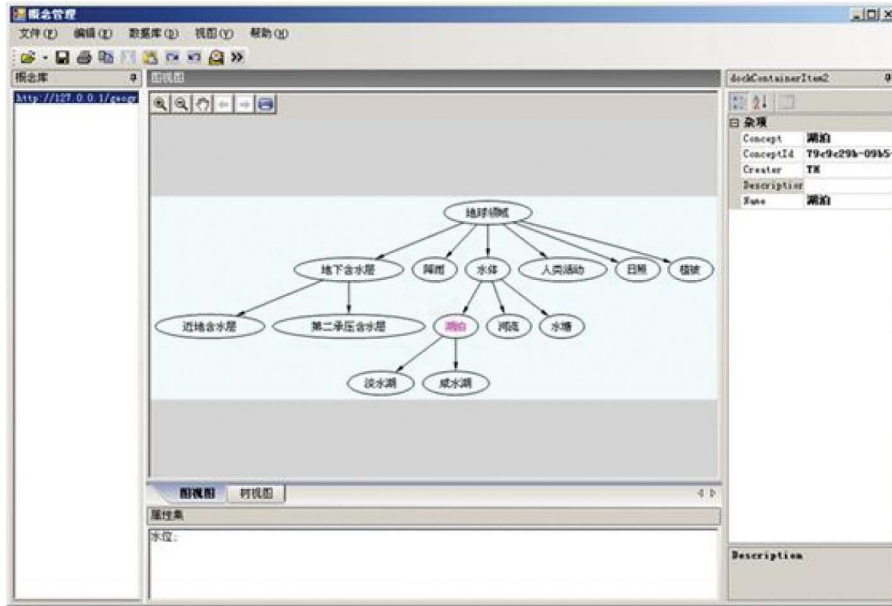 概念管理
文件(F) 编辑(E) 数据库(D) 视图(V) 帮助(H)
概念库
图视图
dockContainerItem2
http://127.0.0.1/geogr
杂项
Concept 湖泊
ConceptId 79c9c29b-09b5-
Creater TM
Description
Name 湖泊
地球领域
地下含水层 降雨 水体 人类活动 日照 植被
近地含水层 第二承压含水层 湖泊 河流 水塘
淡水湖 咸水湖
图视图 树视图
属性集
水位;
Description